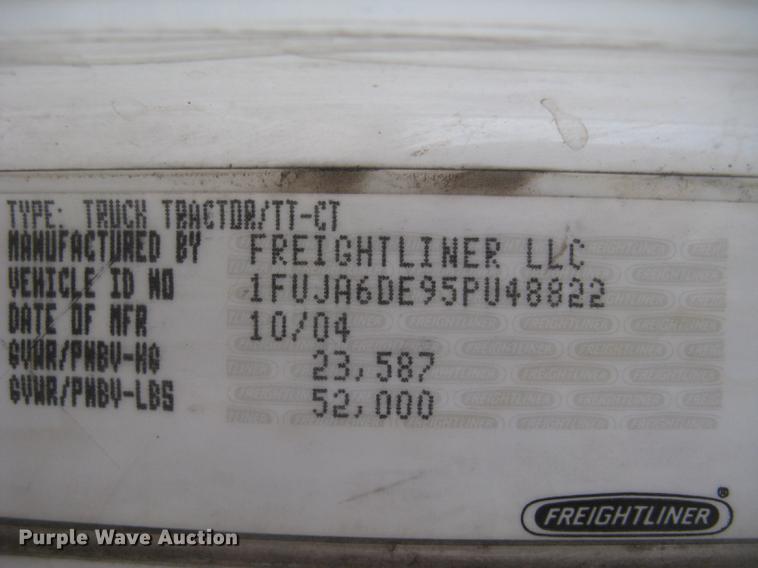 TYPE: TRUCK TRACTOR/TT-CT
MANUFACTURED BY FREIGHTLINER LLC
VEHICLE ID NO 1FUJA6DE95PU48822
DATE OF MFR 10/04
GVWR/PNBV-KG 23,587
GVWR/PNBV-LBS 52,000
FREIGHTLINER®
Purple Wave Auction